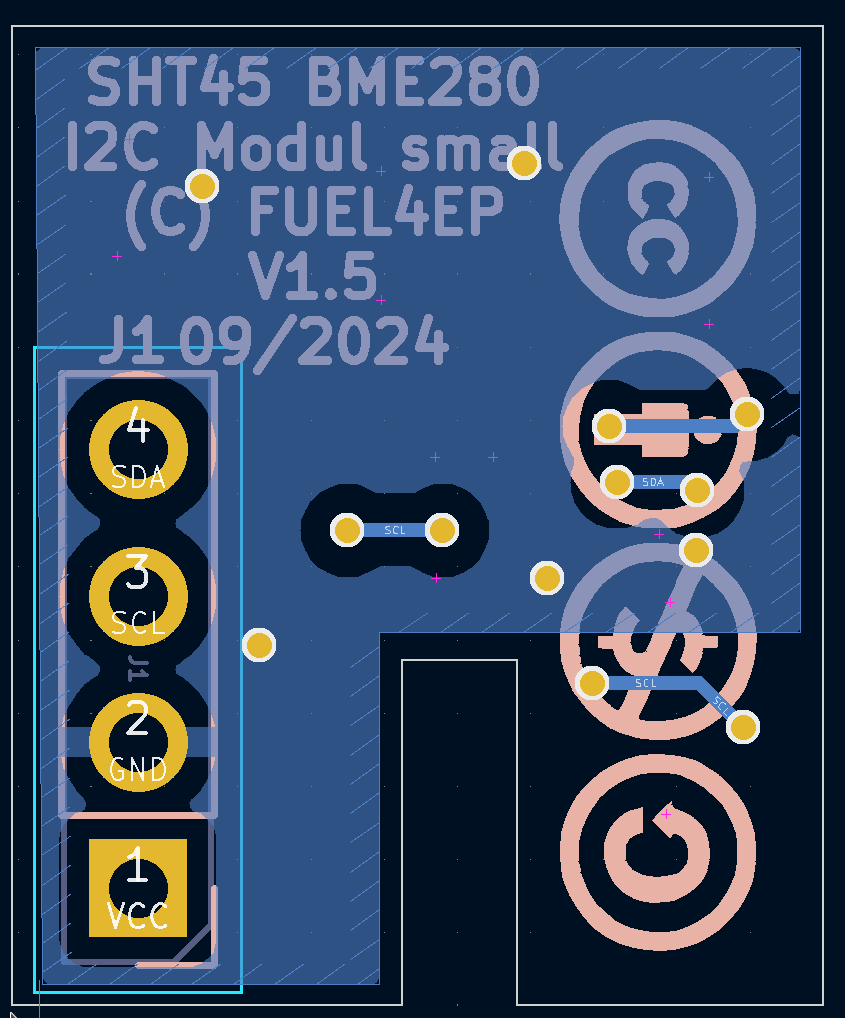 SHT45 BME280
I2C Modul small
(C) FUEL4EP
V1.5
J1 09/2024
CC
4
SDA
SDA
SCL
3
SCL
J1
$
SCL
SCL
2
GND
C
1
VCC